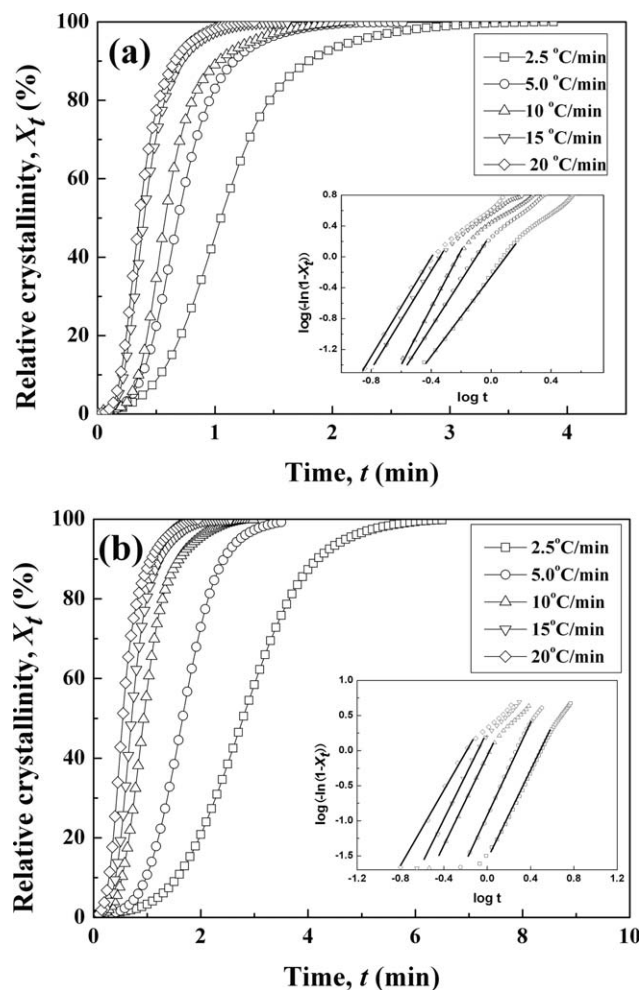 (a)
Relative crystallinity, Xt (%)
100
80
60
40
20
0
2.5 °C/min
5.0 °C/min
10 °C/min
15 °C/min
20 °C/min
log(-ln(1-Xt))
0.8
0.4
0.0
-0.4
-0.8
-1.2
-0.8 -0.4 0.0 0.4
log t
0 1 2 3 4
Time, t (min)
(b)
Relative crystallinity, Xt (%)
100
80
60
40
20
0
2.5°C/min
5.0°C/min
10°C/min
15°C/min
20°C/min
log(-ln(1-Xt))
1.0
0.5
0.0
-0.5
-1.0
-1.5
-1.2 -0.8 -0.4 0.0 0.4 0.8 1.2
log t
0 2 4 6 8 10
Time, t (min)